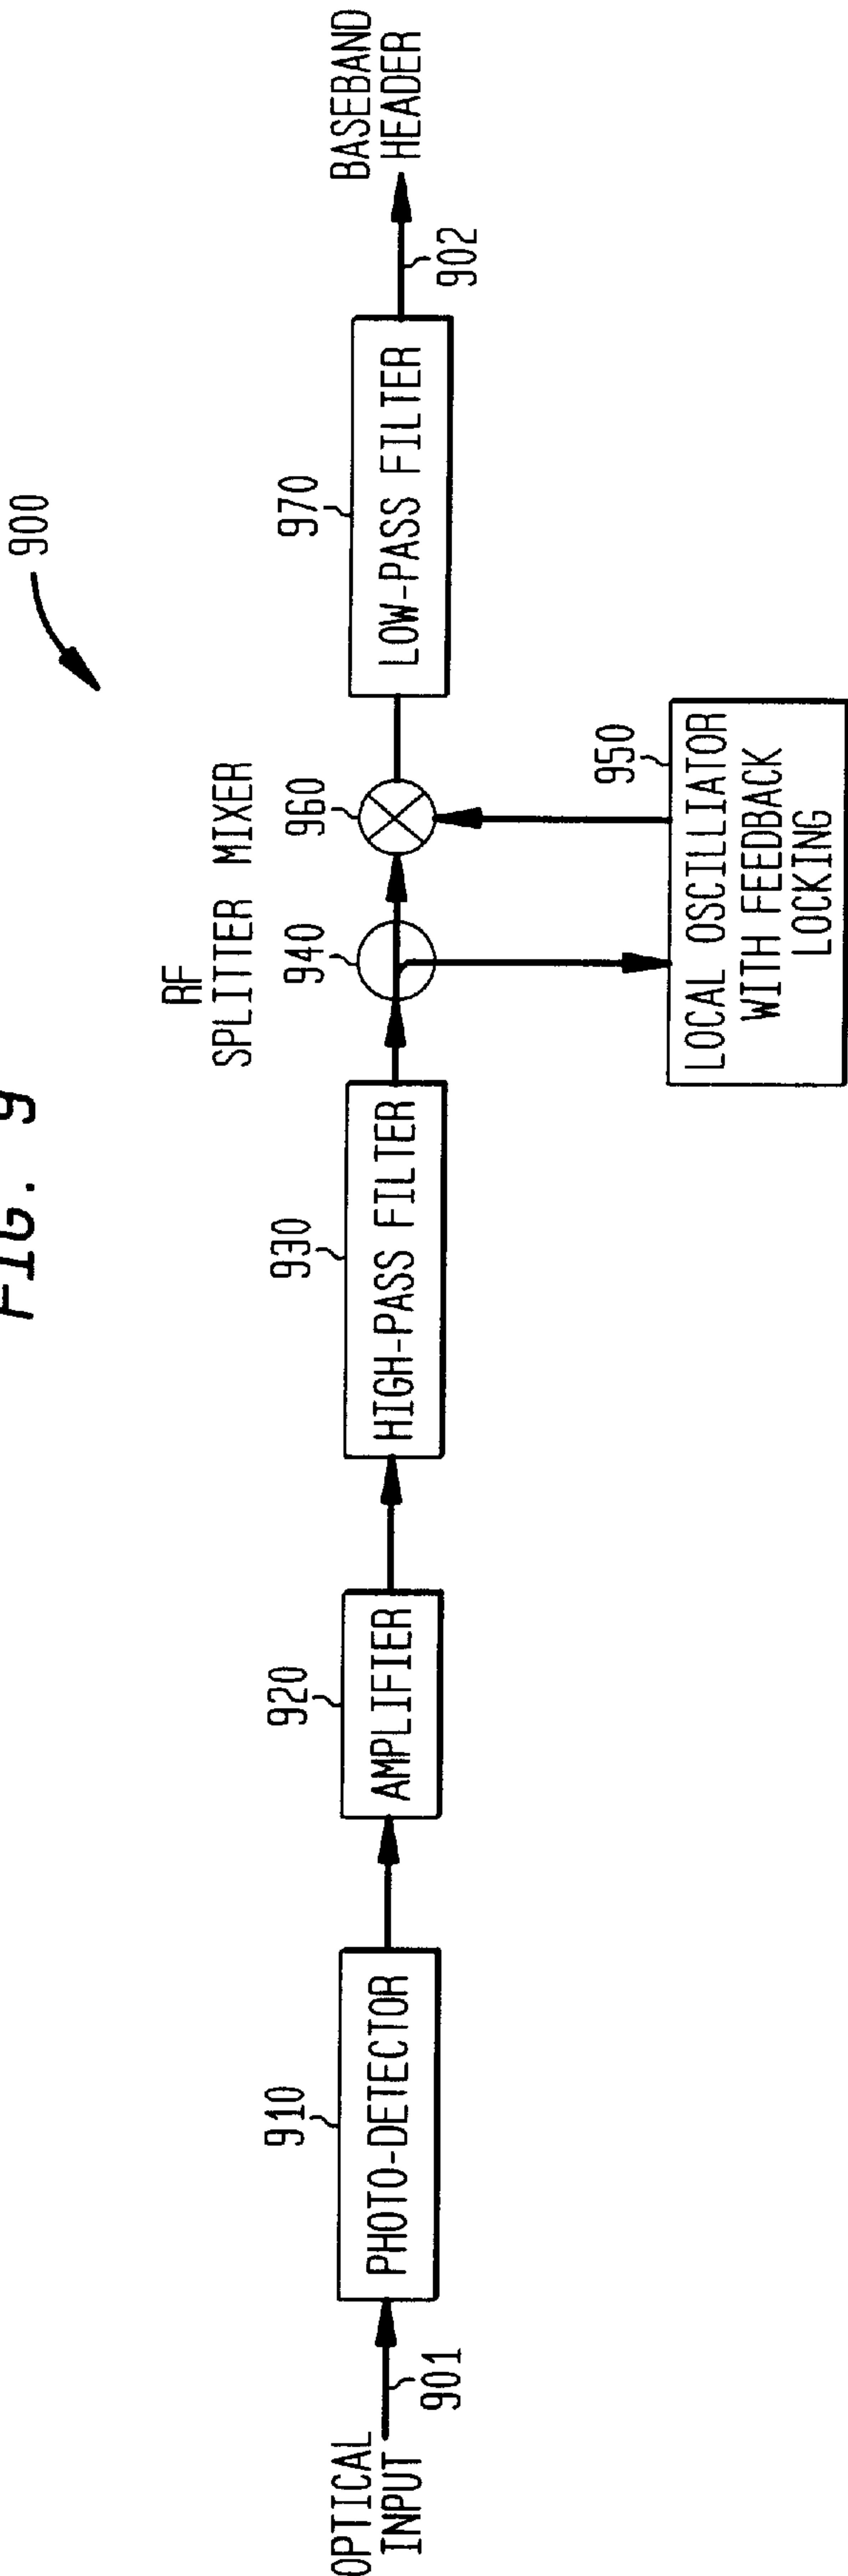 FIG. 9
900
RF
SPLITTER MIXER
OPTICAL
INPUT
901
910
PHOTO-DETECTOR
920
AMPLIFIER
930
HIGH-PASS FILTER
940
960
970
LOW-PASS FILTER
902
BASEBAND
HEADER
950
LOCAL OSCILLIATOR
WITH FEEDBACK
LOCKING